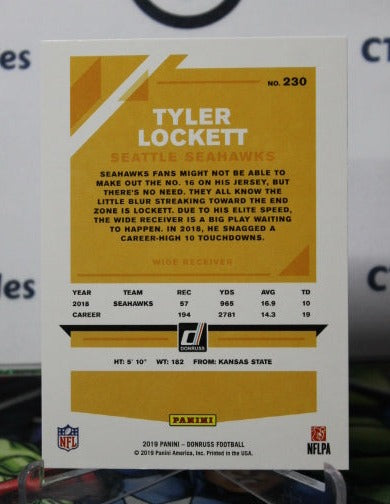 NO. 230
TYLER
LOCKETT
SEATTLE SEAHAWKS
SEAHAWKS FANS MIGHT NOT BE ABLE TO
MAKE OUT THE NO. 16 ON HIS JERSEY, BUT
THERE'S NO NEED. THEY ALL KNOW THE
LITTLE BLUR STREAKING TOWARD THE END
ZONE IS LOCKETT. DUE TO HIS ELITE SPEED,
THE WIDE RECEIVER IS A BIG PLAY WAITING
TO HAPPEN. IN 2018, HE SNAGGED A
CAREER-HIGH 10 TOUCHDOWNS.
WIDE RECEIVER
YEAR TEAM REC YDS AVG TD
2018 SEAHAWKS 57 965 16.9 10
CAREER 194 2781 14.3 19
DONRUSS
HT: 5' 10" WT: 182 FROM: KANSAS STATE
PANINI
NFL
NFLPA
2019 PANINI – DONRUSS FOOTBALL
© 2019 Panini America, Inc. Printed in the USA.